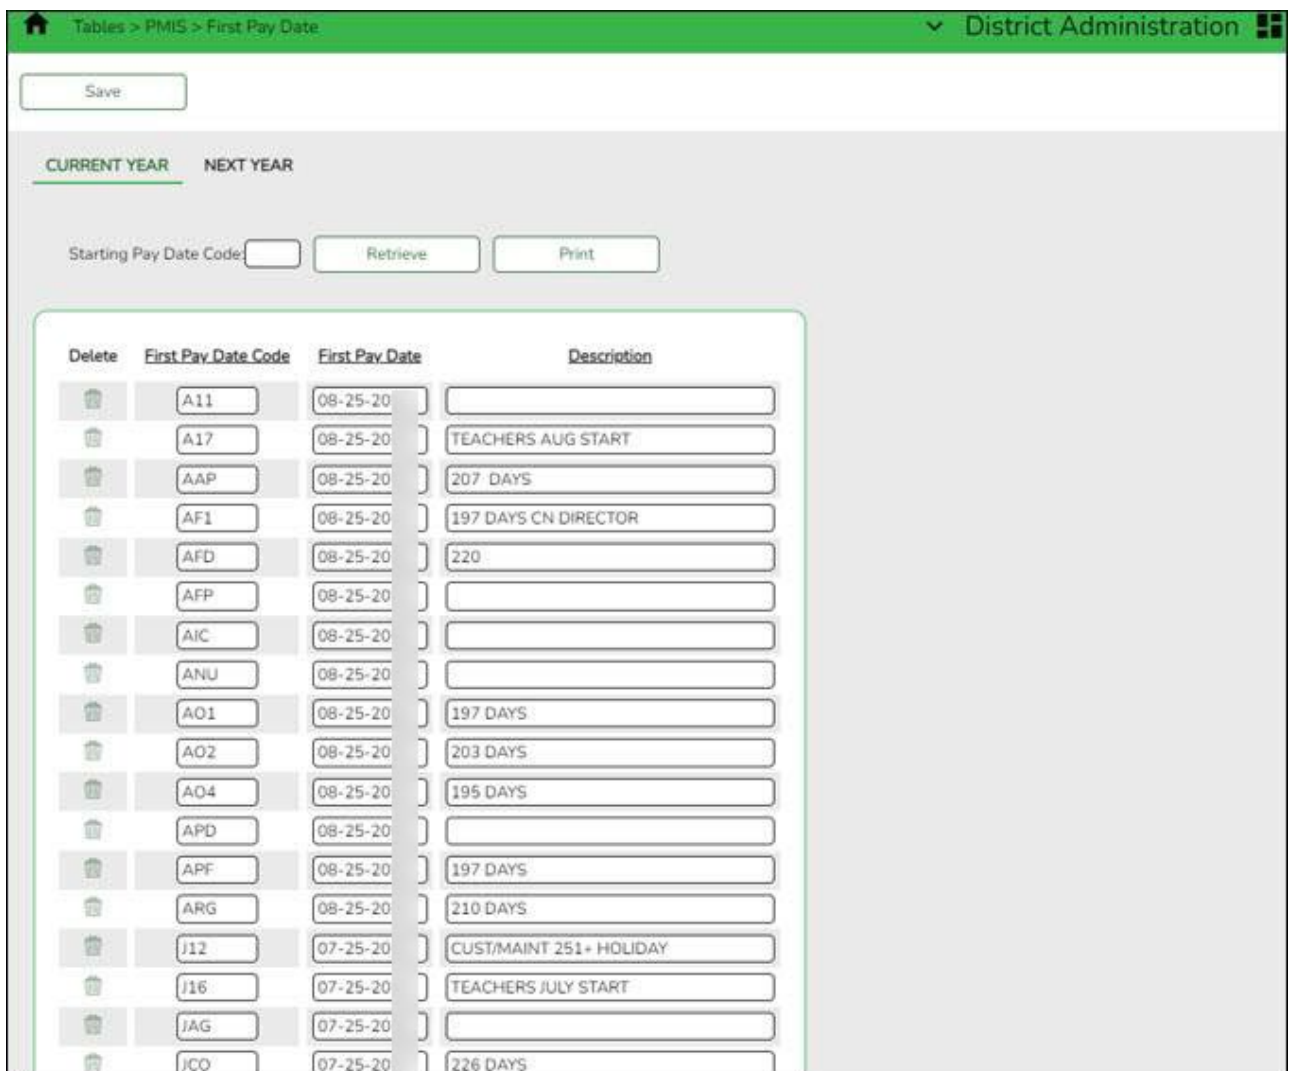 Tables > PMIS > First Pay Date District Administration
Save
CURRENT YEAR NEXT YEAR
Starting Pay Date Code: Retrieve Print
Delete First Pay Date Code First Pay Date Description
A11 08-25-20
A17 08-25-20 TEACHERS AUG START
AAP 08-25-20 207 DAYS
AF1 08-25-20 197 DAYS CN DIRECTOR
AFD 08-25-20 220
AFP 08-25-20
AIC 08-25-20
ANU 08-25-20
AO1 08-25-20 197 DAYS
AO2 08-25-20 203 DAYS
AO4 08-25-20 195 DAYS
APD 08-25-20
APF 08-25-20 197 DAYS
ARG 08-25-20 210 DAYS
J12 07-25-20 CUST/MAINT 251+ HOLIDAY
J16 07-25-20 TEACHERS JULY START
JAG 07-25-20
JCO 07-25-20 226 DAYS